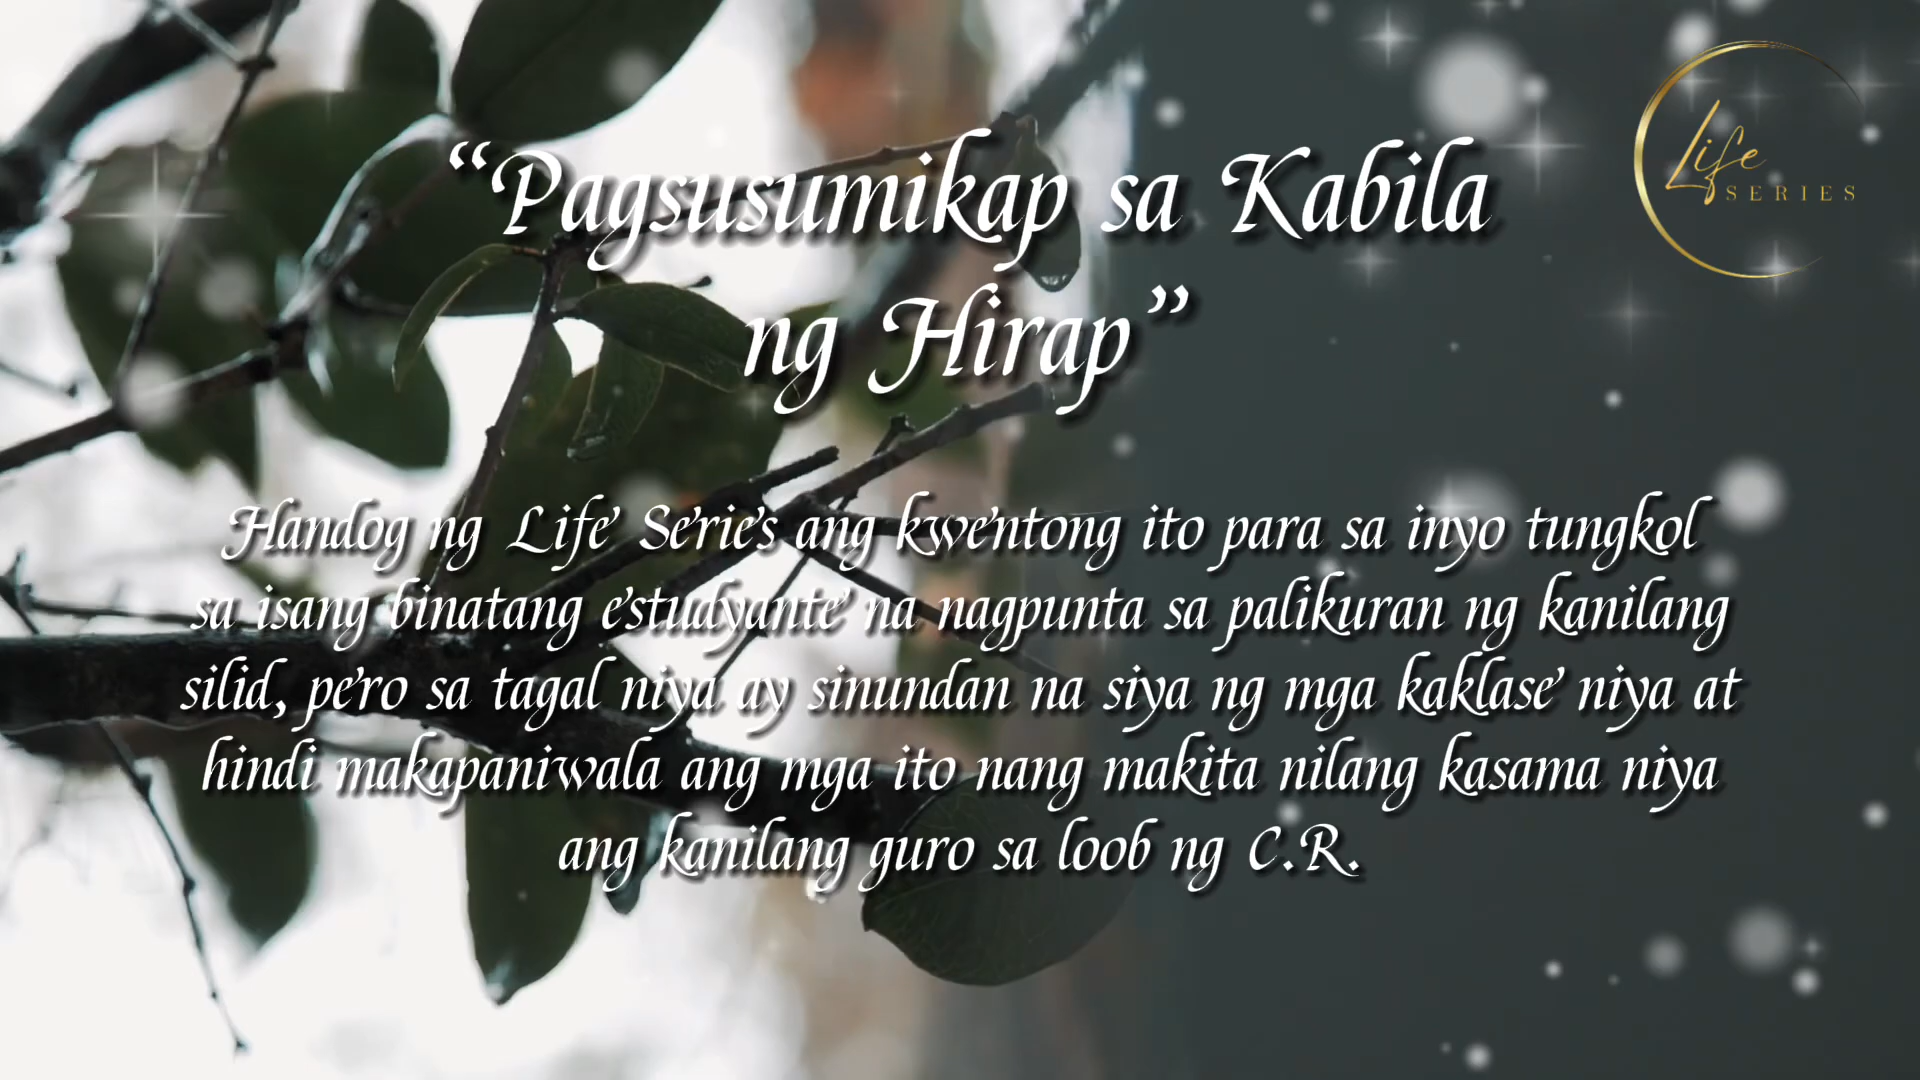 “Pagsusumikap sa Kabila
ng Hirap”
Life
SERIES
Handog ng Life Series ang kwentong ito para sa inyo tungkol
sa isang binatang estudyante na nagpunta sa palikuran ng kanilang
silid, pero sa tagal niya ay sinundan na siya ng mga kaklase niya at
hindi makapaniwala ang mga ito nang makita nilang kasama niya
ang kanilang guro sa loob ng C.R.